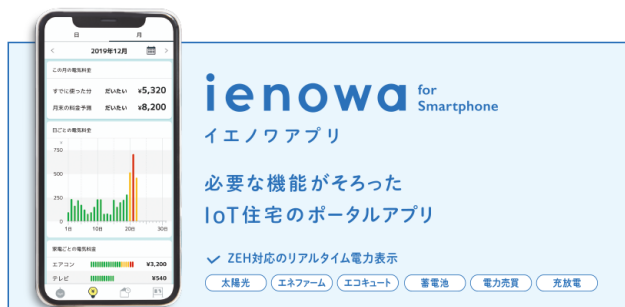 日 月
< 2019年12月 >
この月の電気料金
すでに使った分 だいたい ¥5,320
月末の料金予測 だいたい ¥8,200
日ごとの電気料金
750
500
250
0
1日 10日 20日 30日
家電ごとの電気料金
エアコン ¥3,200
テレビ ¥540
ienowa for Smartphone
イエノワアプリ
必要な機能がそろった
IoT住宅のポータルアプリ
ZEH対応のリアルタイム電力表示
太陽光 エネファーム エコキュート 蓄電池 電力売買 充放電